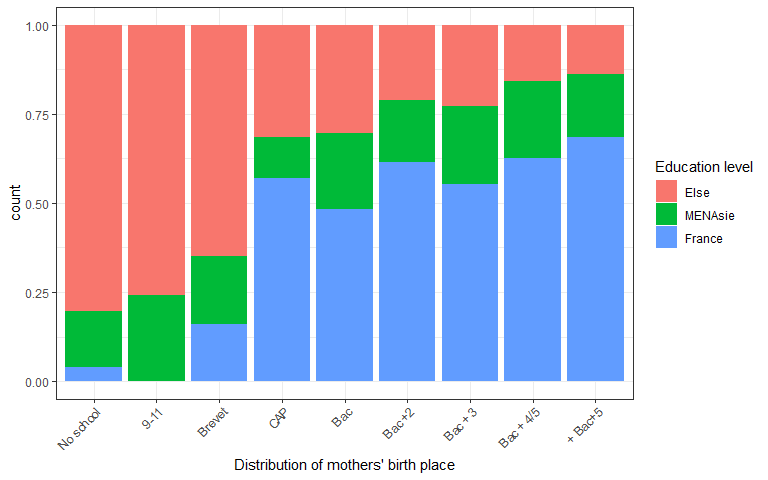 1.00
0.75
0.50
0.25
0.00
count
No school
9-11
Brevet
CAP
Bac
Bac+2
Bac + 3
Bac + 4/5
+ Bac+5
Distribution of mothers' birth place
Education level
Else
MENAsie
France